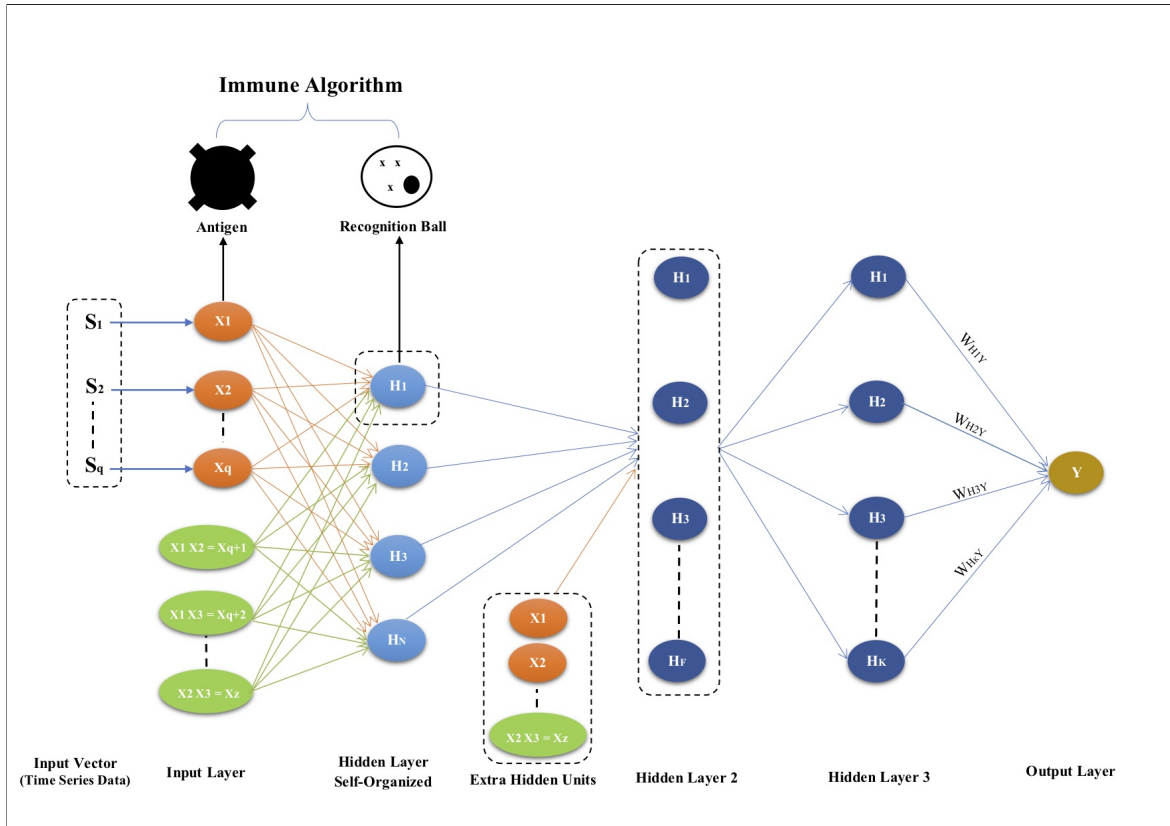 Immune Algorithm
x x
x
Antigen
Recognition Ball
S1
S2
Sq
X1
X2
Xq
X1 X2 = Xq+1
X1 X3 = Xq+2
X2 X3 = Xz
H1
H2
H3
HN
X1
X2
X2 X3 = Xz
H1
H2
H3
HF
H1
H2
H3
HK
WH1Y
WH2Y
WH3Y
WHKY
Y
Input Vector
(Time Series Data)
Input Layer
Hidden Layer
Self-Organized
Extra Hidden Units
Hidden Layer 2
Hidden Layer 3
Output Layer